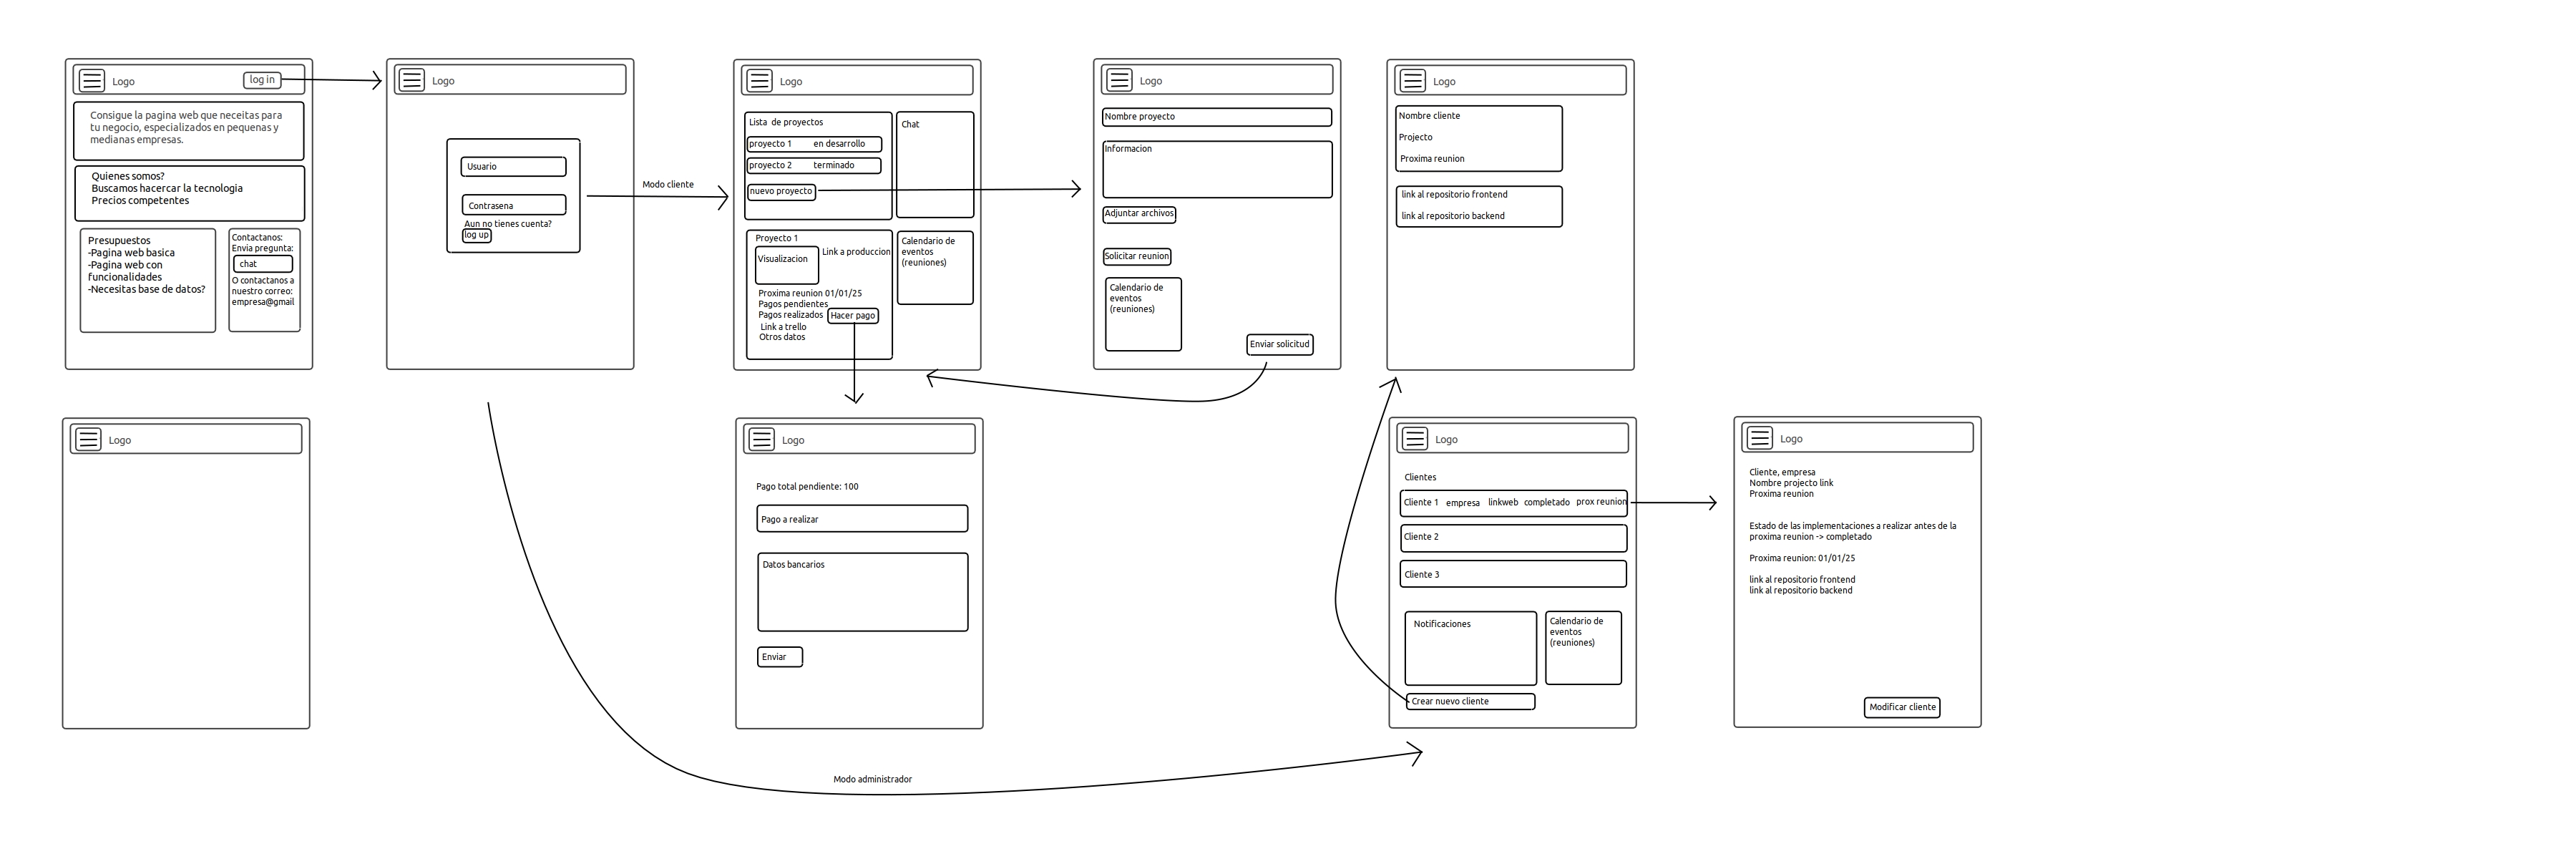 Logo
log in
Consigue la pagina web que neceitas para
tu negocio, especializados en pequenas y
medianas empresas.
Quienes somos?
Buscamos hacercar la tecnologia
Precios competentes
Presupuestos
-Pagina web basica
-Pagina web con
funcionalidades
-Necesitas base de datos?
Contactanos:
Envia pregunta:
chat
O contactanos a
nuestro correo:
empresa@gmail
Logo
Usuario
Contrasena
Aun no tienes cuenta?
log up
Modo cliente
Logo
Lista de proyectos
proyecto 1 en desarrollo
proyecto 2 terminado
nuevo proyecto
Chat
Proyecto 1
Visualizacion
Link a produccion
Proxima reunion 01/01/25
Pagos pendientes
Pagos realizados
Hacer pago
Link a trello
Otros datos
Calendario de
eventos
(reuniones)
Logo
Nombre proyecto
Informacion
Adjuntar archivos
Solicitar reunion
Calendario de
eventos
(reuniones)
Enviar solicitud
Logo
Nombre cliente
Projecto
Proxima reunion
link al repositorio frontend
link al repositorio backend
Logo
Logo
Pago total pendiente: 100
Pago a realizar
Datos bancarios
Enviar
Modo administrador
Logo
Clientes
Cliente 1 empresa linkweb completado prox reunion
Cliente 2
Cliente 3
Notificaciones
Calendario de
eventos
(reuniones)
Crear nuevo cliente
Logo
Cliente, empresa
Nombre projecto link
Proxima reunion
Estado de las implementaciones a realizar antes de la
proxima reunion -> completado
Proxima reunion: 01/01/25
link al repositorio frontend
link al repositorio backend
Modificar cliente